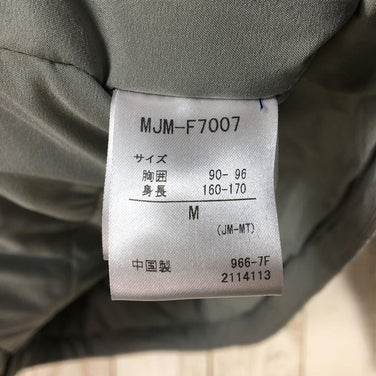 MJM-F7007
サイズ
胸囲 90- 96
身長 160-170
M
(JM-MT)
中国製 966-7F
2114113